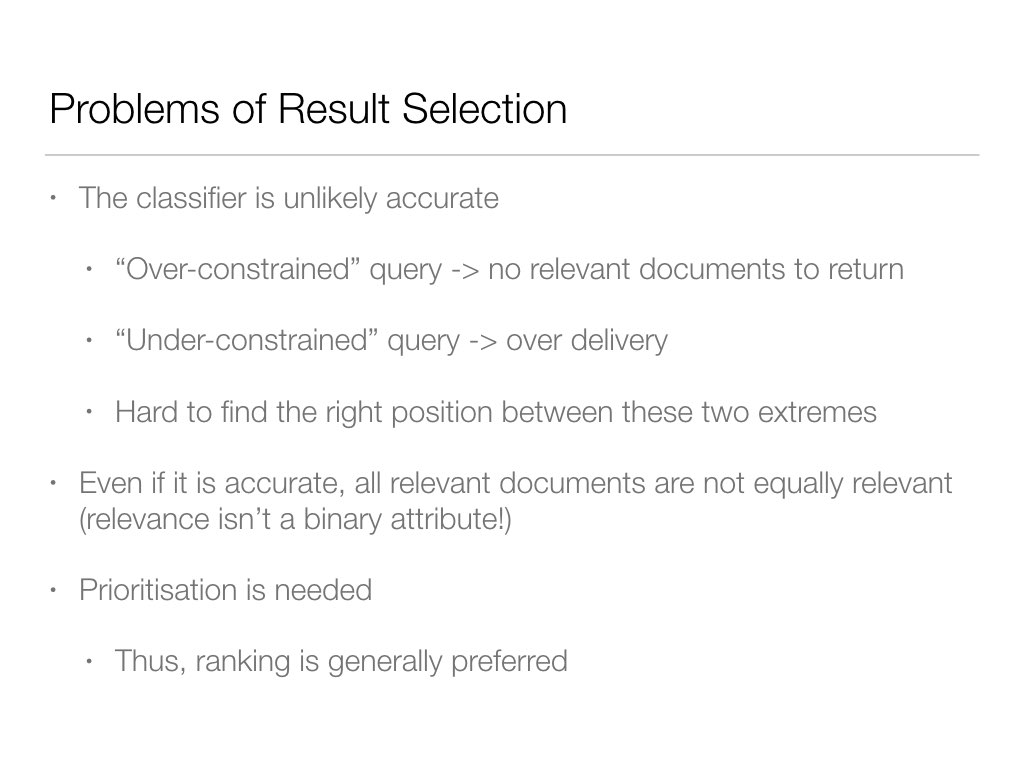 Problems of Result Selection
• The classifier is unlikely accurate
• “Over-constrained” query -> no relevant documents to return
• “Under-constrained” query -> over delivery
• Hard to find the right position between these two extremes
• Even if it is accurate, all relevant documents are not equally relevant
(relevance isn’t a binary attribute!)
• Prioritisation is needed
• Thus, ranking is generally preferred